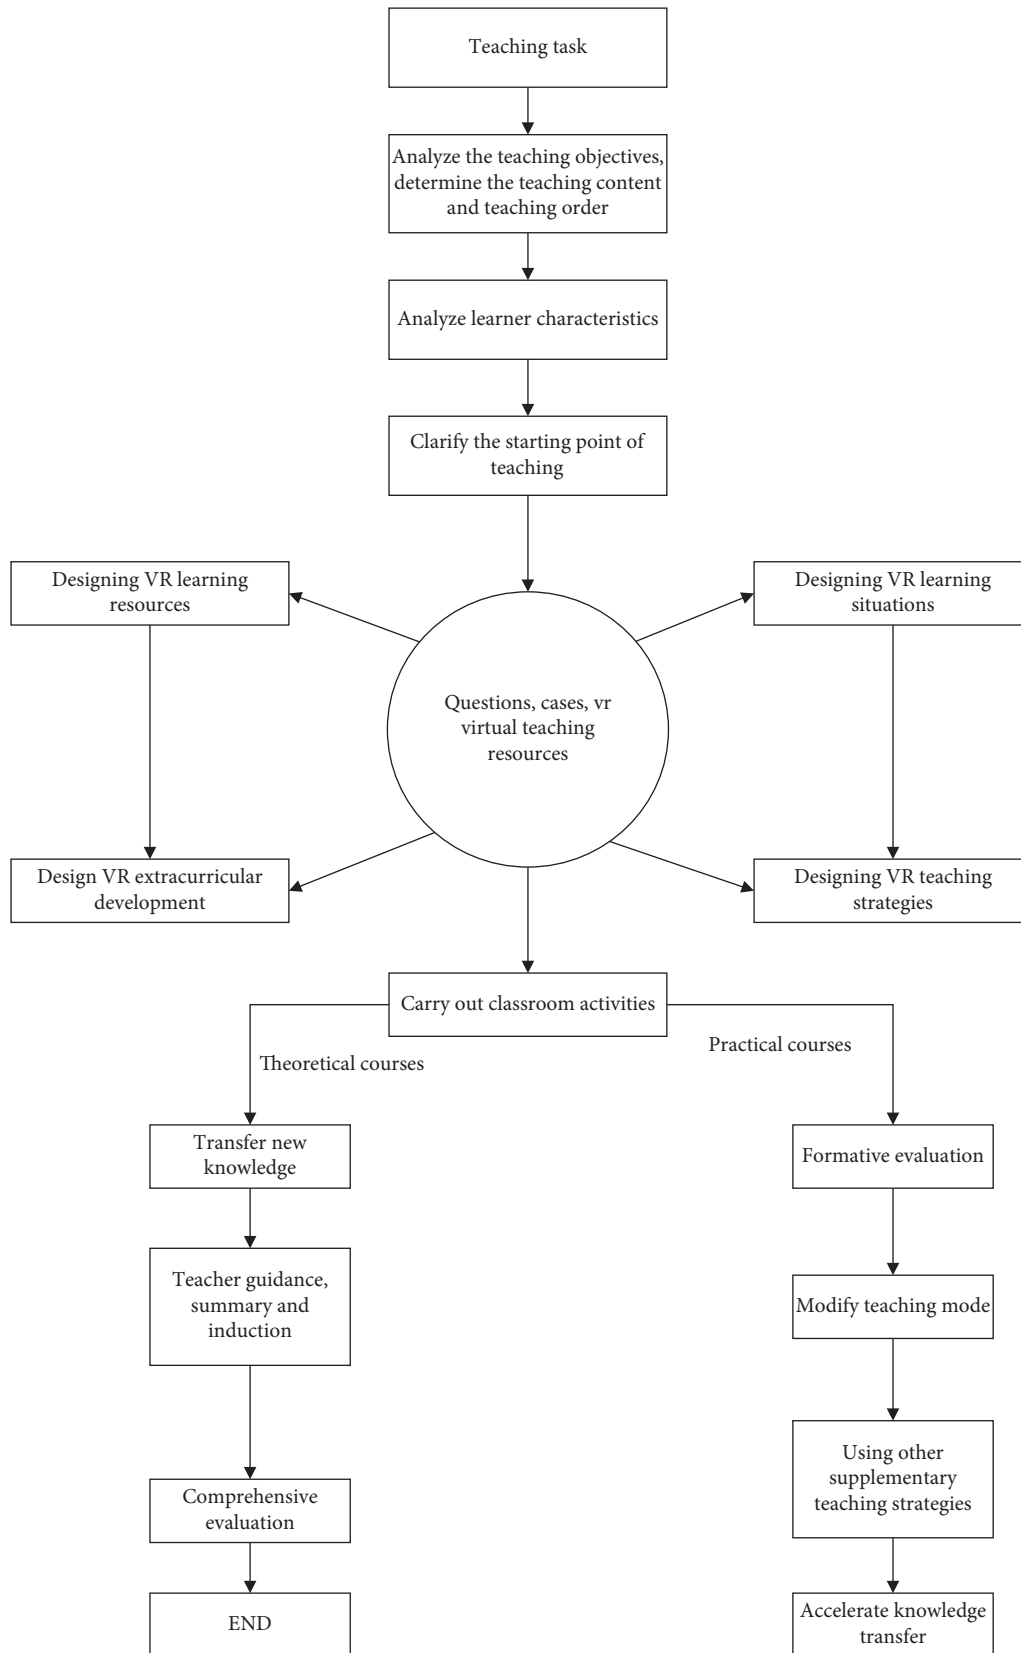 Teaching task
Analyze the teaching objectives,
determine the teaching content
and teaching order
Analyze learner characteristics
Clarify the starting point of
teaching
Designing VR learning
resources
Designing VR learning
situations
Questions, cases, vr
virtual teaching
resources
Design VR extracurricular
development
Designing VR teaching
strategies
Carry out classroom activities
Theoretical courses
Practical courses
Transfer new
knowledge
Formative evaluation
Teacher guidance,
summary and
induction
Modify teaching mode
Using other
supplementary
teaching strategies
Comprehensive
evaluation
END
Accelerate knowledge
transfer